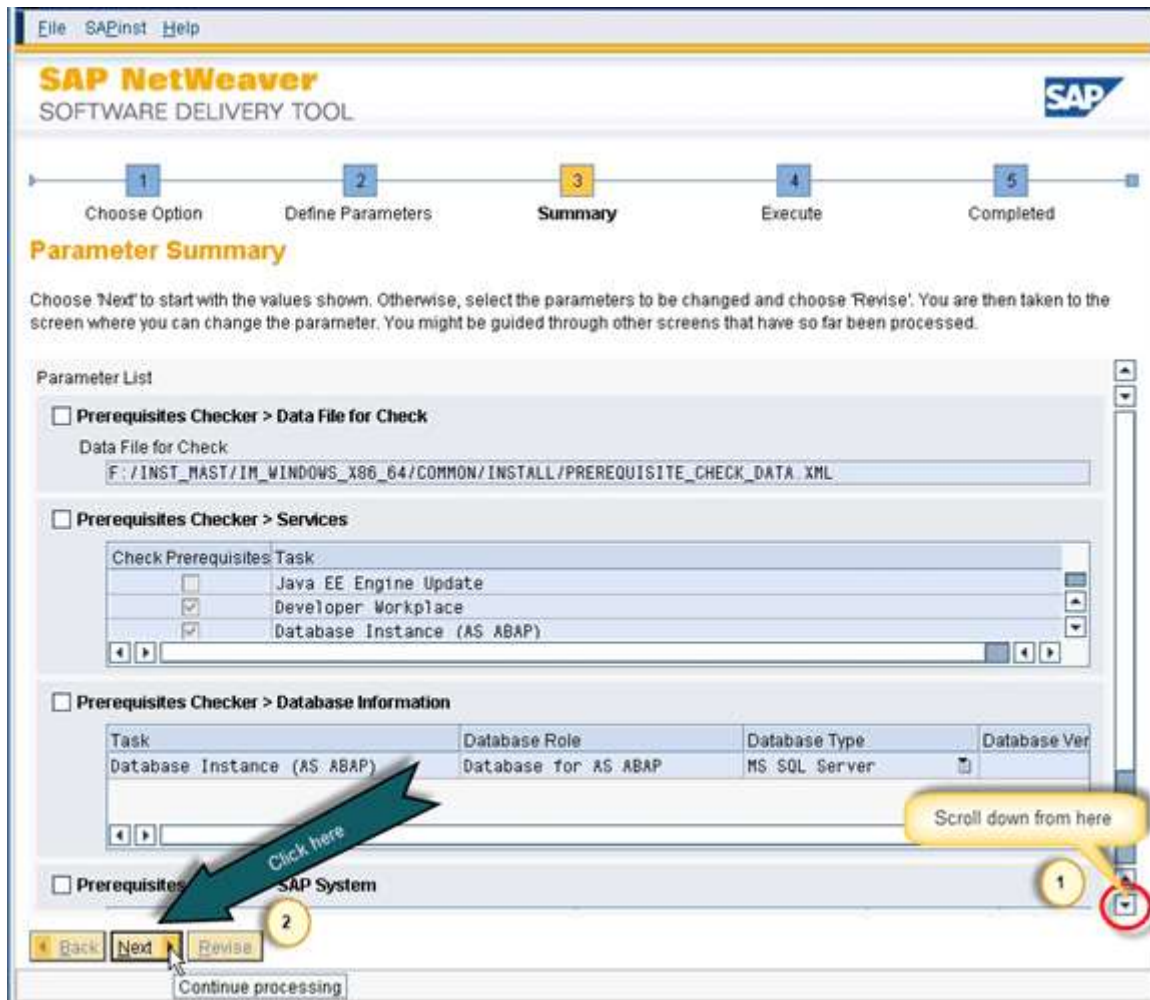 File SAPinst Help
SAP NetWeaver
SOFTWARE DELIVERY TOOL
SAP
1 2 3 4 5
Choose Option Define Parameters Summary Execute Completed
Parameter Summary
Choose 'Next' to start with the values shown. Otherwise, select the parameters to be changed and choose 'Revise'. You are then taken to the
screen where you can change the parameter. You might be guided through other screens that have so far been processed.
Parameter List
Prerequisites Checker > Data File for Check
Data File for Check
F:/INST_MAST/IM_WINDOWS_X86_64/COMMON/INSTALL/PREREQUISITE_CHECK_DATA.XML
Prerequisites Checker > Services
Check Prerequisites Task
Java EE Engine Update
Developer Workplace
Database Instance (AS ABAP)
Prerequisites Checker > Database Information
Task Database Role Database Type Database Ver
Database Instance (AS ABAP) Database for AS ABAP MS SQL Server
Scroll down from here
Click here
Prerequisites SAP System
1
2
Back Next Revise
Continue processing